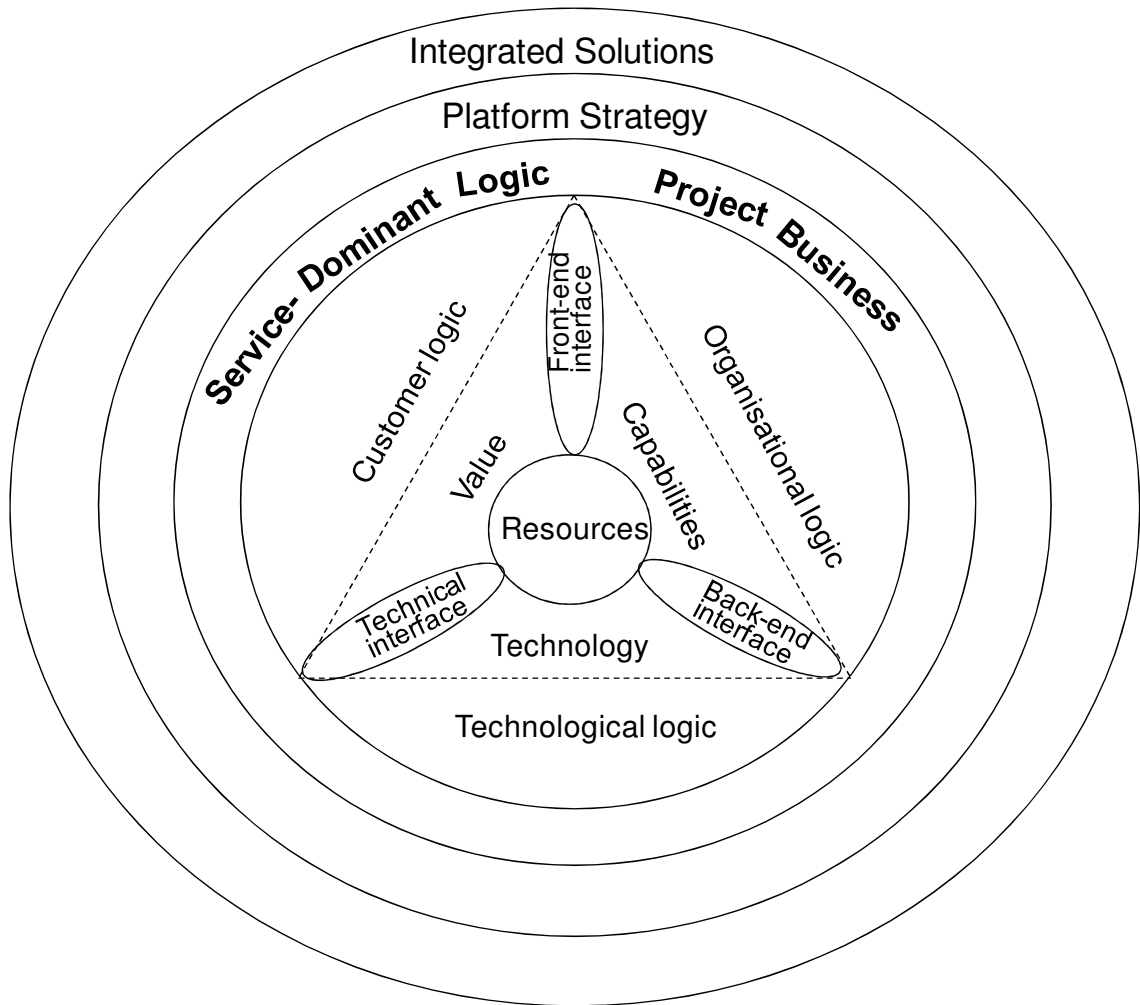 Integrated Solutions
Platform Strategy
Service- Dominant Logic
Project Business
Customer logic
Front-end
interface
Organisational logic
Value
Capabilities
Resources
Technical
interface
Back-end
interface
Technology
Technological logic